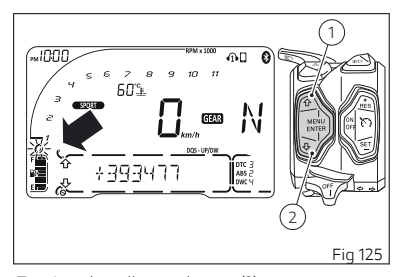 1
PM 10:00
RPM x 1000
1 2 3 4 5 6 7 8 9 10 11
60 °C
SPORT
0 km/h
GEAR
N
DQS - UP/DW
F
E
+393477
DTC 3
ABS 2
DWC 4
MENU
ENTER
RES
ON
OFF
SET
OFF
2
Fig 125